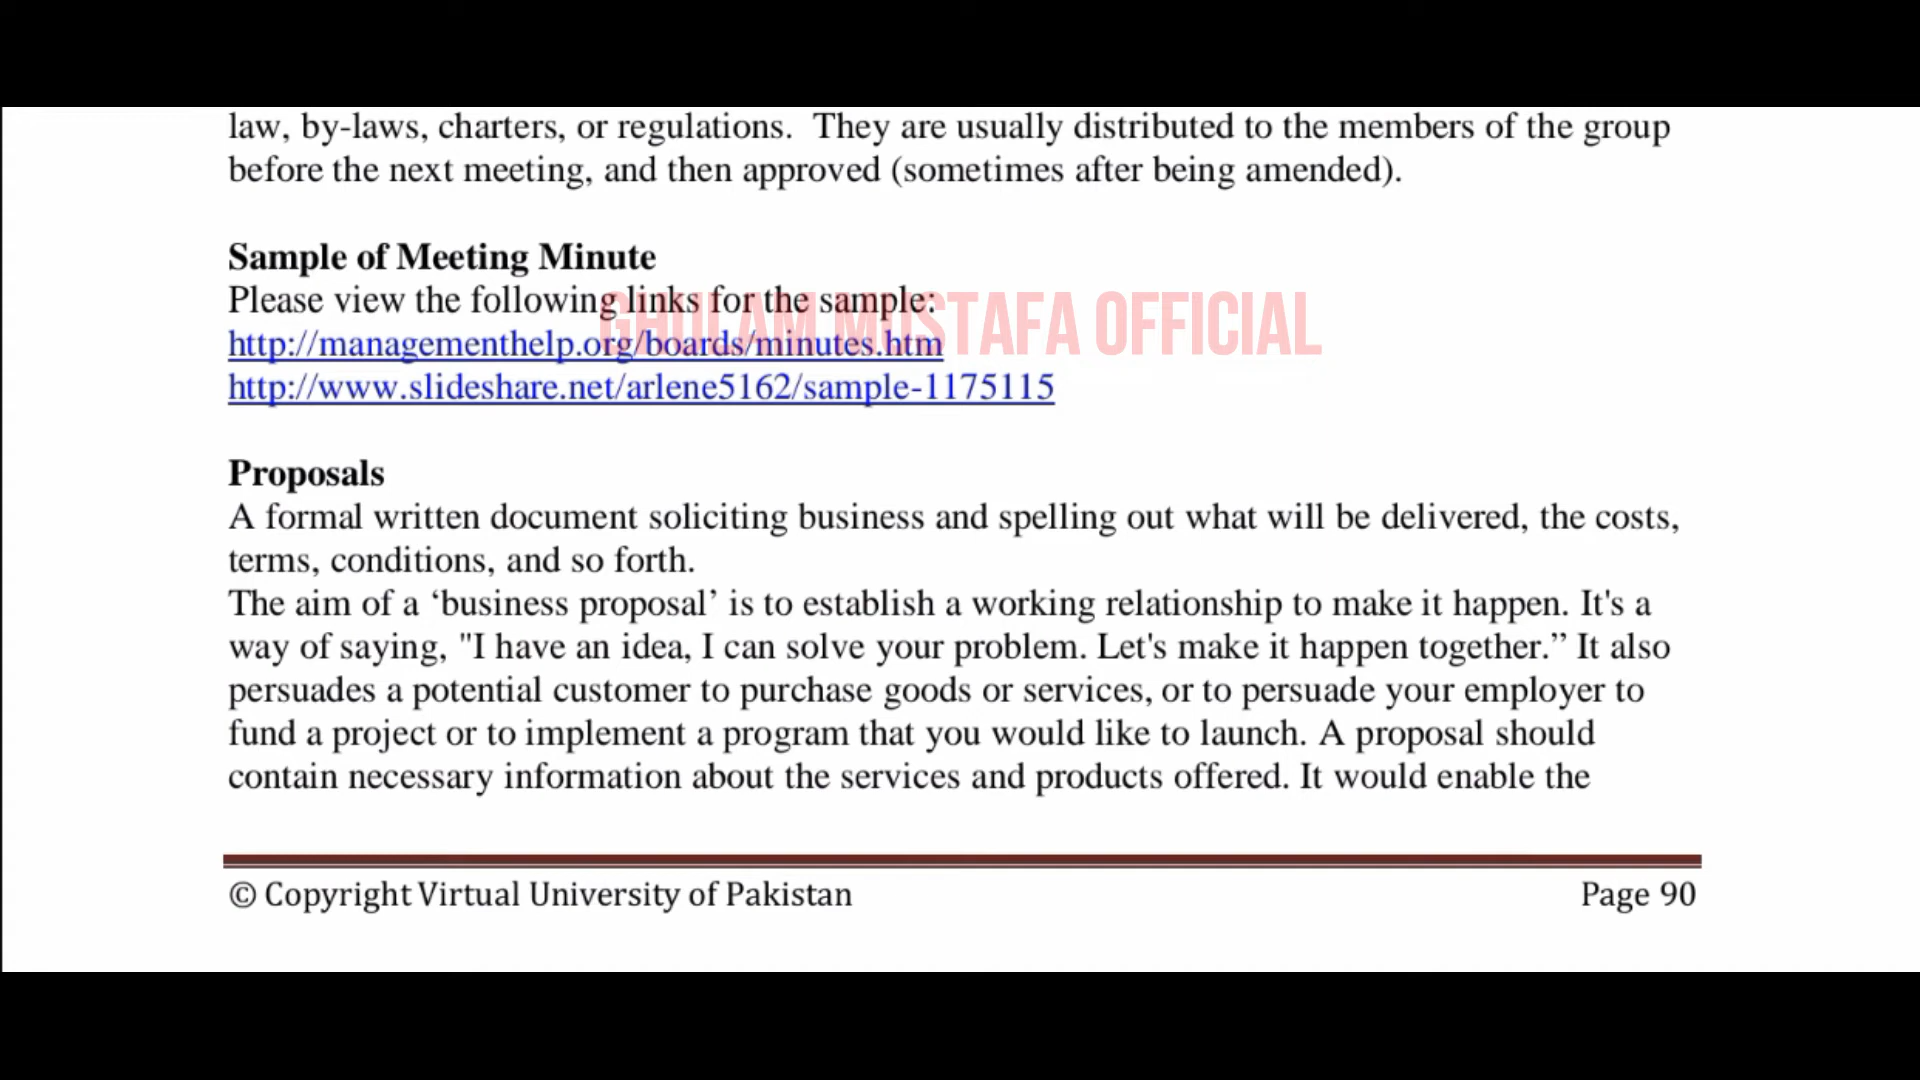 law, by-laws, charters, or regulations.  They are usually distributed to the members of the group
before the next meeting, and then approved (sometimes after being amended).
Sample of Meeting Minute
Please view the following links for the sample:
GHULAM MUSTAFA OFFICIAL
http://managementhelp.org/boards/minutes.htm
http://www.slideshare.net/arlene5162/sample-1175115
Proposals
A formal written document soliciting business and spelling out what will be delivered, the costs,
terms, conditions, and so forth.
The aim of a ‘business proposal’ is to establish a working relationship to make it happen. It's a
way of saying, "I have an idea, I can solve your problem. Let's make it happen together.” It also
persuades a potential customer to purchase goods or services, or to persuade your employer to
fund a project or to implement a program that you would like to launch. A proposal should
contain necessary information about the services and products offered. It would enable the
© Copyright Virtual University of Pakistan Page 90